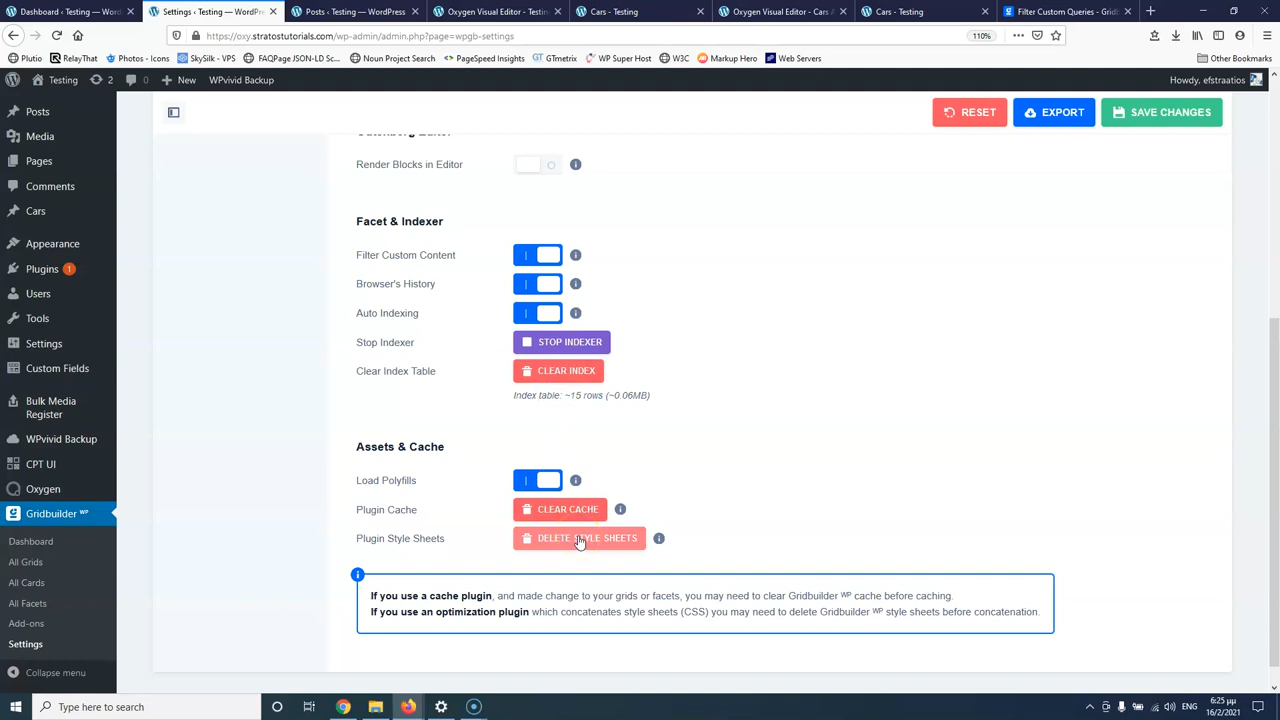 Dashboard ‹ Testing — WordPre
Settings ‹ Testing — WordPre
Posts ‹ Testing — WordPress
Oxygen Visual Editor - Testin
Cars - Testing
Oxygen Visual Editor - Cars A
Cars - Testing
Filter Custom Queries - Grid
https://oxy.stratostutorials.com/wp-admin/admin.php?page=wpgb-settings
110%
Plutio
RelayThat
Photos - Icons
SkySilk - VPS
FAQPage JSON-LD Sc...
Noun Project Search
PageSpeed Insights
GTmetrix
WP Super Host
W3C
Markup Hero
Web Servers
Other Bookmarks
Testing
2
0
New
WPvivid Backup
Howdy, efstraatios
Posts
Media
Pages
Comments
Cars
Appearance
Plugins 1
Users
Tools
Settings
Custom Fields
Bulk Media
Register
WPvivid Backup
CPT UI
Oxygen
Gridbuilder WP
Dashboard
All Grids
All Cards
All Facets
Add-ons
Settings
Collapse menu
RESET
EXPORT
SAVE CHANGES
Gutenberg Editor
Render Blocks in Editor
Facet & Indexer
Filter Custom Content
Browser's History
Auto Indexing
Stop Indexer
STOP INDEXER
Clear Index Table
CLEAR INDEX
Index table: ~15 rows (~0.06MB)
Assets & Cache
Load Polyfills
Plugin Cache
CLEAR CACHE
Plugin Style Sheets
DELETE STYLE SHEETS
If you use a cache plugin, and made change to your grids or facets, you may need to clear Gridbuilder WP cache before caching.
If you use an optimization plugin which concatenates style sheets (CSS) you may need to delete Gridbuilder WP style sheets before concatenation.
Type here to search
ENG
6:25 μμ
16/2/2021